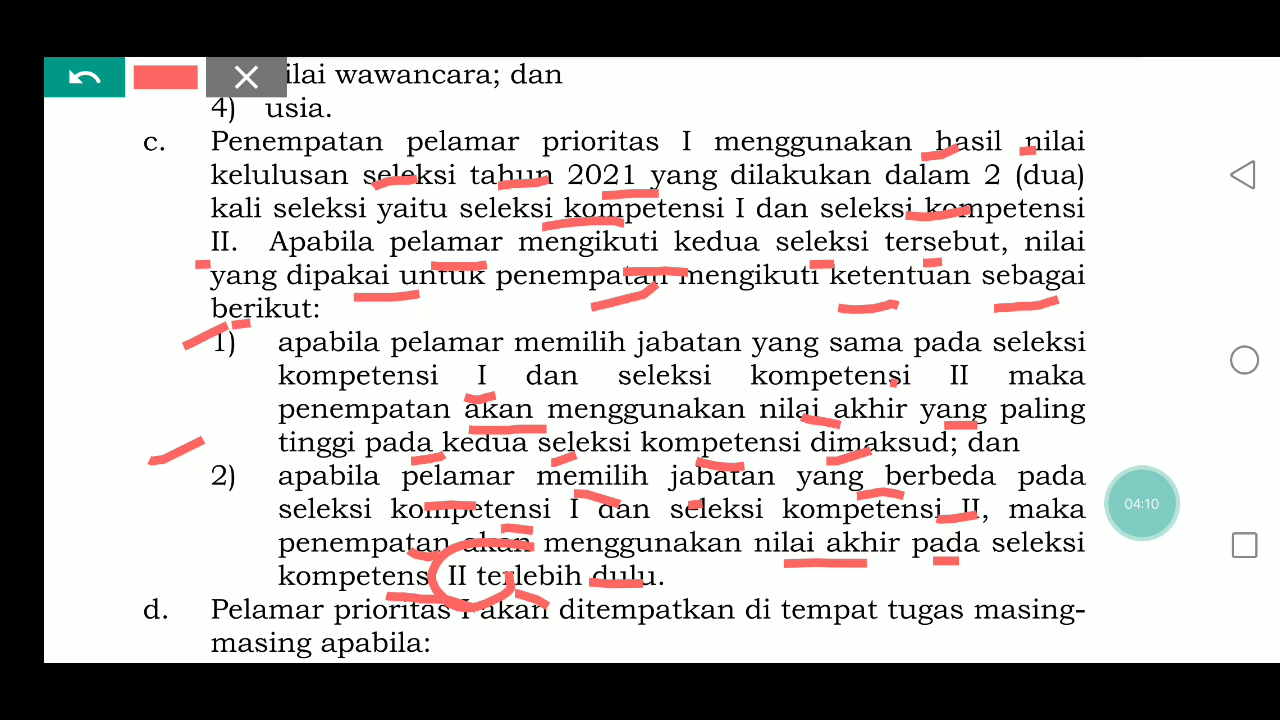 ilai wawancara; dan
4) usia.
c. Penempatan pelamar prioritas I menggunakan hasil nilai
kelulusan seleksi tahun 2021 yang dilakukan dalam 2 (dua)
kali seleksi yaitu seleksi kompetensi I dan seleksi kompetensi
II. Apabila pelamar mengikuti kedua seleksi tersebut, nilai
yang dipakai untuk penempatan mengikuti ketentuan sebagai
berikut:
1) apabila pelamar memilih jabatan yang sama pada seleksi
kompetensi I dan seleksi kompetensi II maka
penempatan akan menggunakan nilai akhir yang paling
tinggi pada kedua seleksi kompetensi dimaksud; dan
2) apabila pelamar memilih jabatan yang berbeda pada
seleksi kompetensi I dan seleksi kompetensi II, maka
penempatan akan menggunakan nilai akhir pada seleksi
kompetensi II terlebih dulu.
d. Pelamar prioritas I akan ditempatkan di tempat tugas masing-
masing apabila:
04:10